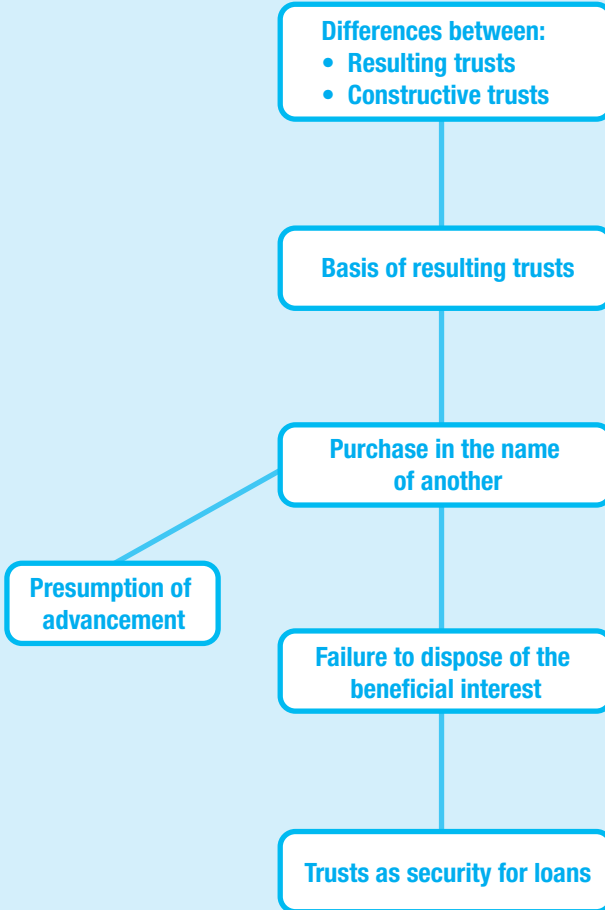 Differences between:
• Resulting trusts
• Constructive trusts
Basis of resulting trusts
Purchase in the name
of another
Presumption of
advancement
Failure to dispose of the
beneficial interest
Trusts as security for loans